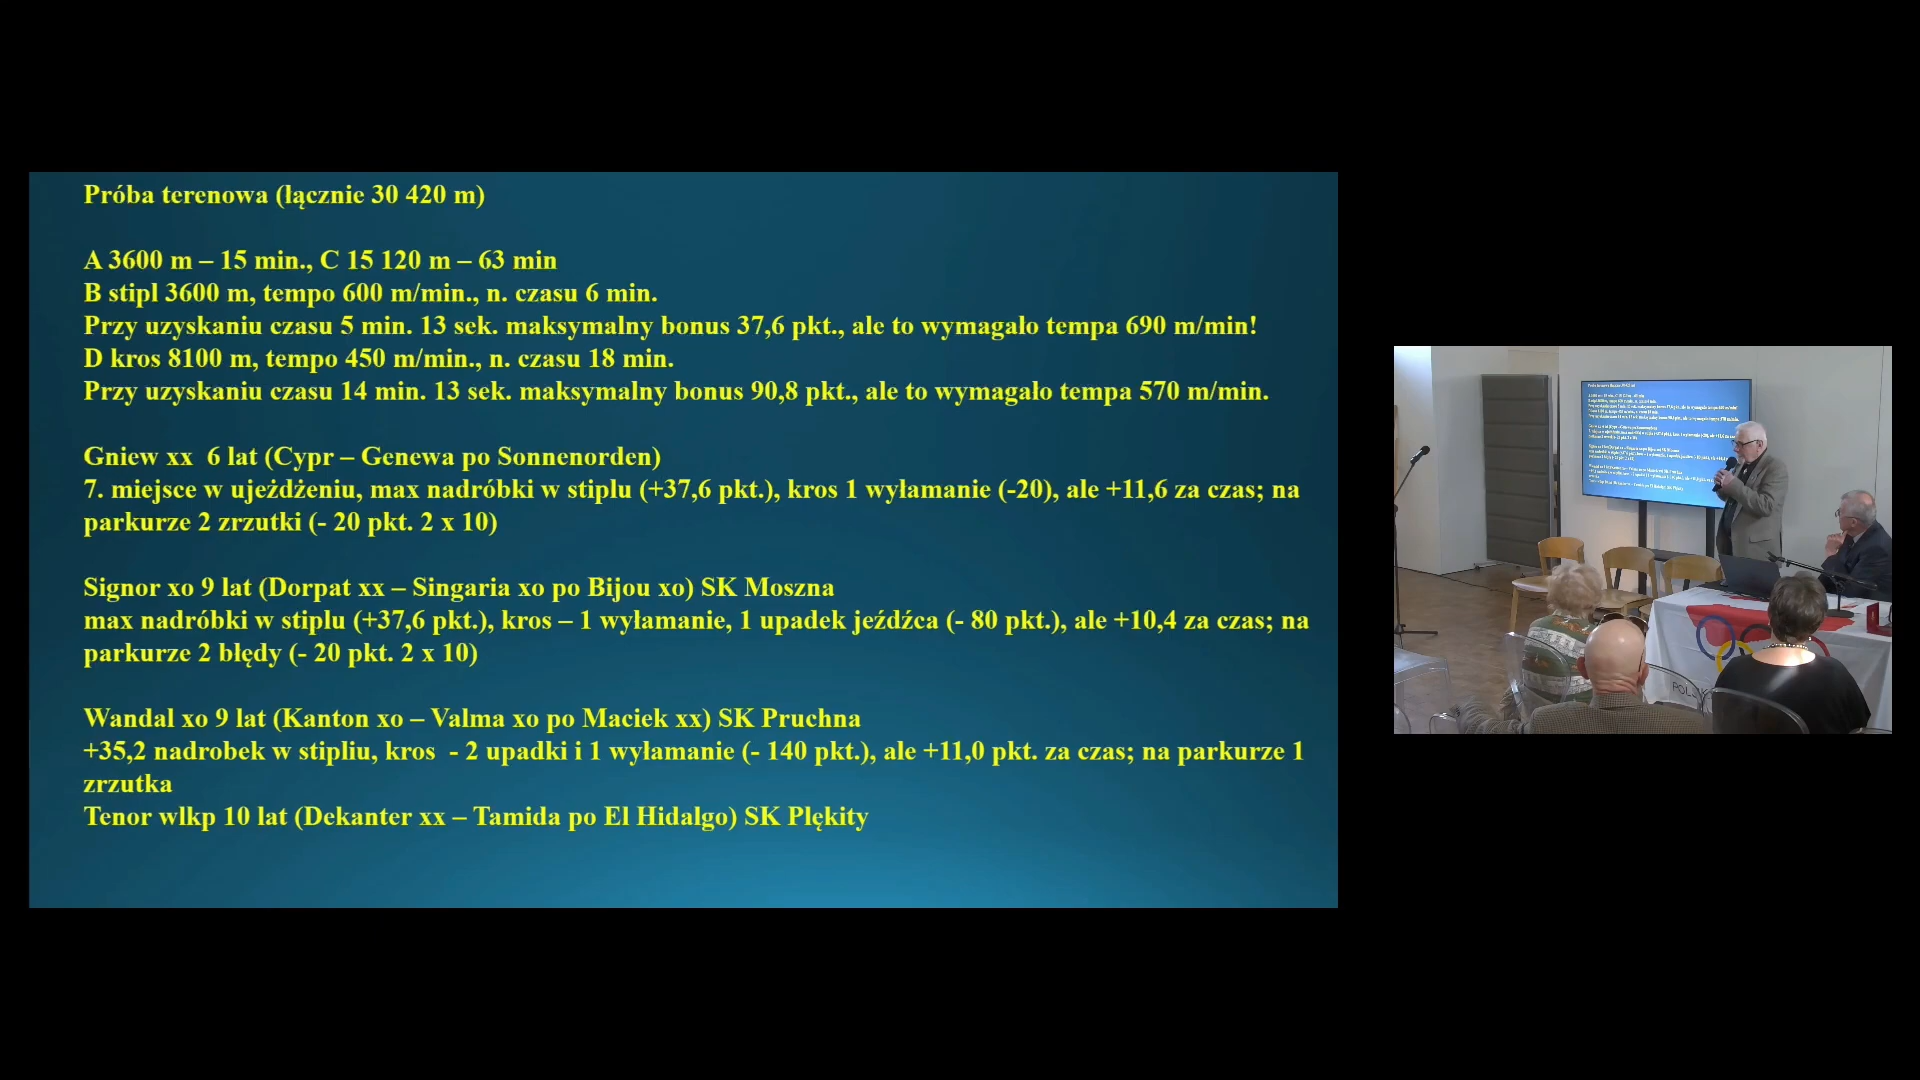 Próba terenowa (łącznie 30 420 m)
A 3600 m – 15 min., C 15 120 m – 63 min
B stipl 3600 m, tempo 600 m/min., n. czasu 6 min.
Przy uzyskaniu czasu 5 min. 13 sek. maksymalny bonus 37,6 pkt., ale to wymagało tempa 690 m/min!
D kros 8100 m, tempo 450 m/min., n. czasu 18 min.
Przy uzyskaniu czasu 14 min. 13 sek. maksymalny bonus 90,8 pkt., ale to wymagało tempa 570 m/min.
Gniew xx  6 lat (Cypr – Genewa po Sonnenorden)
7. miejsce w ujeżdżeniu, max nadróbki w stiplu (+37,6 pkt.), kros 1 wyłamanie (-20), ale +11,6 za czas; na
parkurze 2 zrzutki (- 20 pkt. 2 x 10)
Signor xo 9 lat (Dorpat xx – Singaria xo po Bijou xo) SK Moszna
max nadróbki w stiplu (+37,6 pkt.), kros – 1 wyłamanie, 1 upadek jeźdźca (- 80 pkt.), ale +10,4 za czas; na
parkurze 2 błędy (- 20 pkt. 2 x 10)
Wandal xo 9 lat (Kanton xo – Valma xo po Maciek xx) SK Pruchna
+35,2 nadrobek w stipliu, kros  - 2 upadki i 1 wyłamanie (- 140 pkt.), ale +11,0 pkt. za czas; na parkurze 1
zrzutka
Tenor wlkp 10 lat (Dekanter xx – Tamida po El Hidalgo) SK Plękity